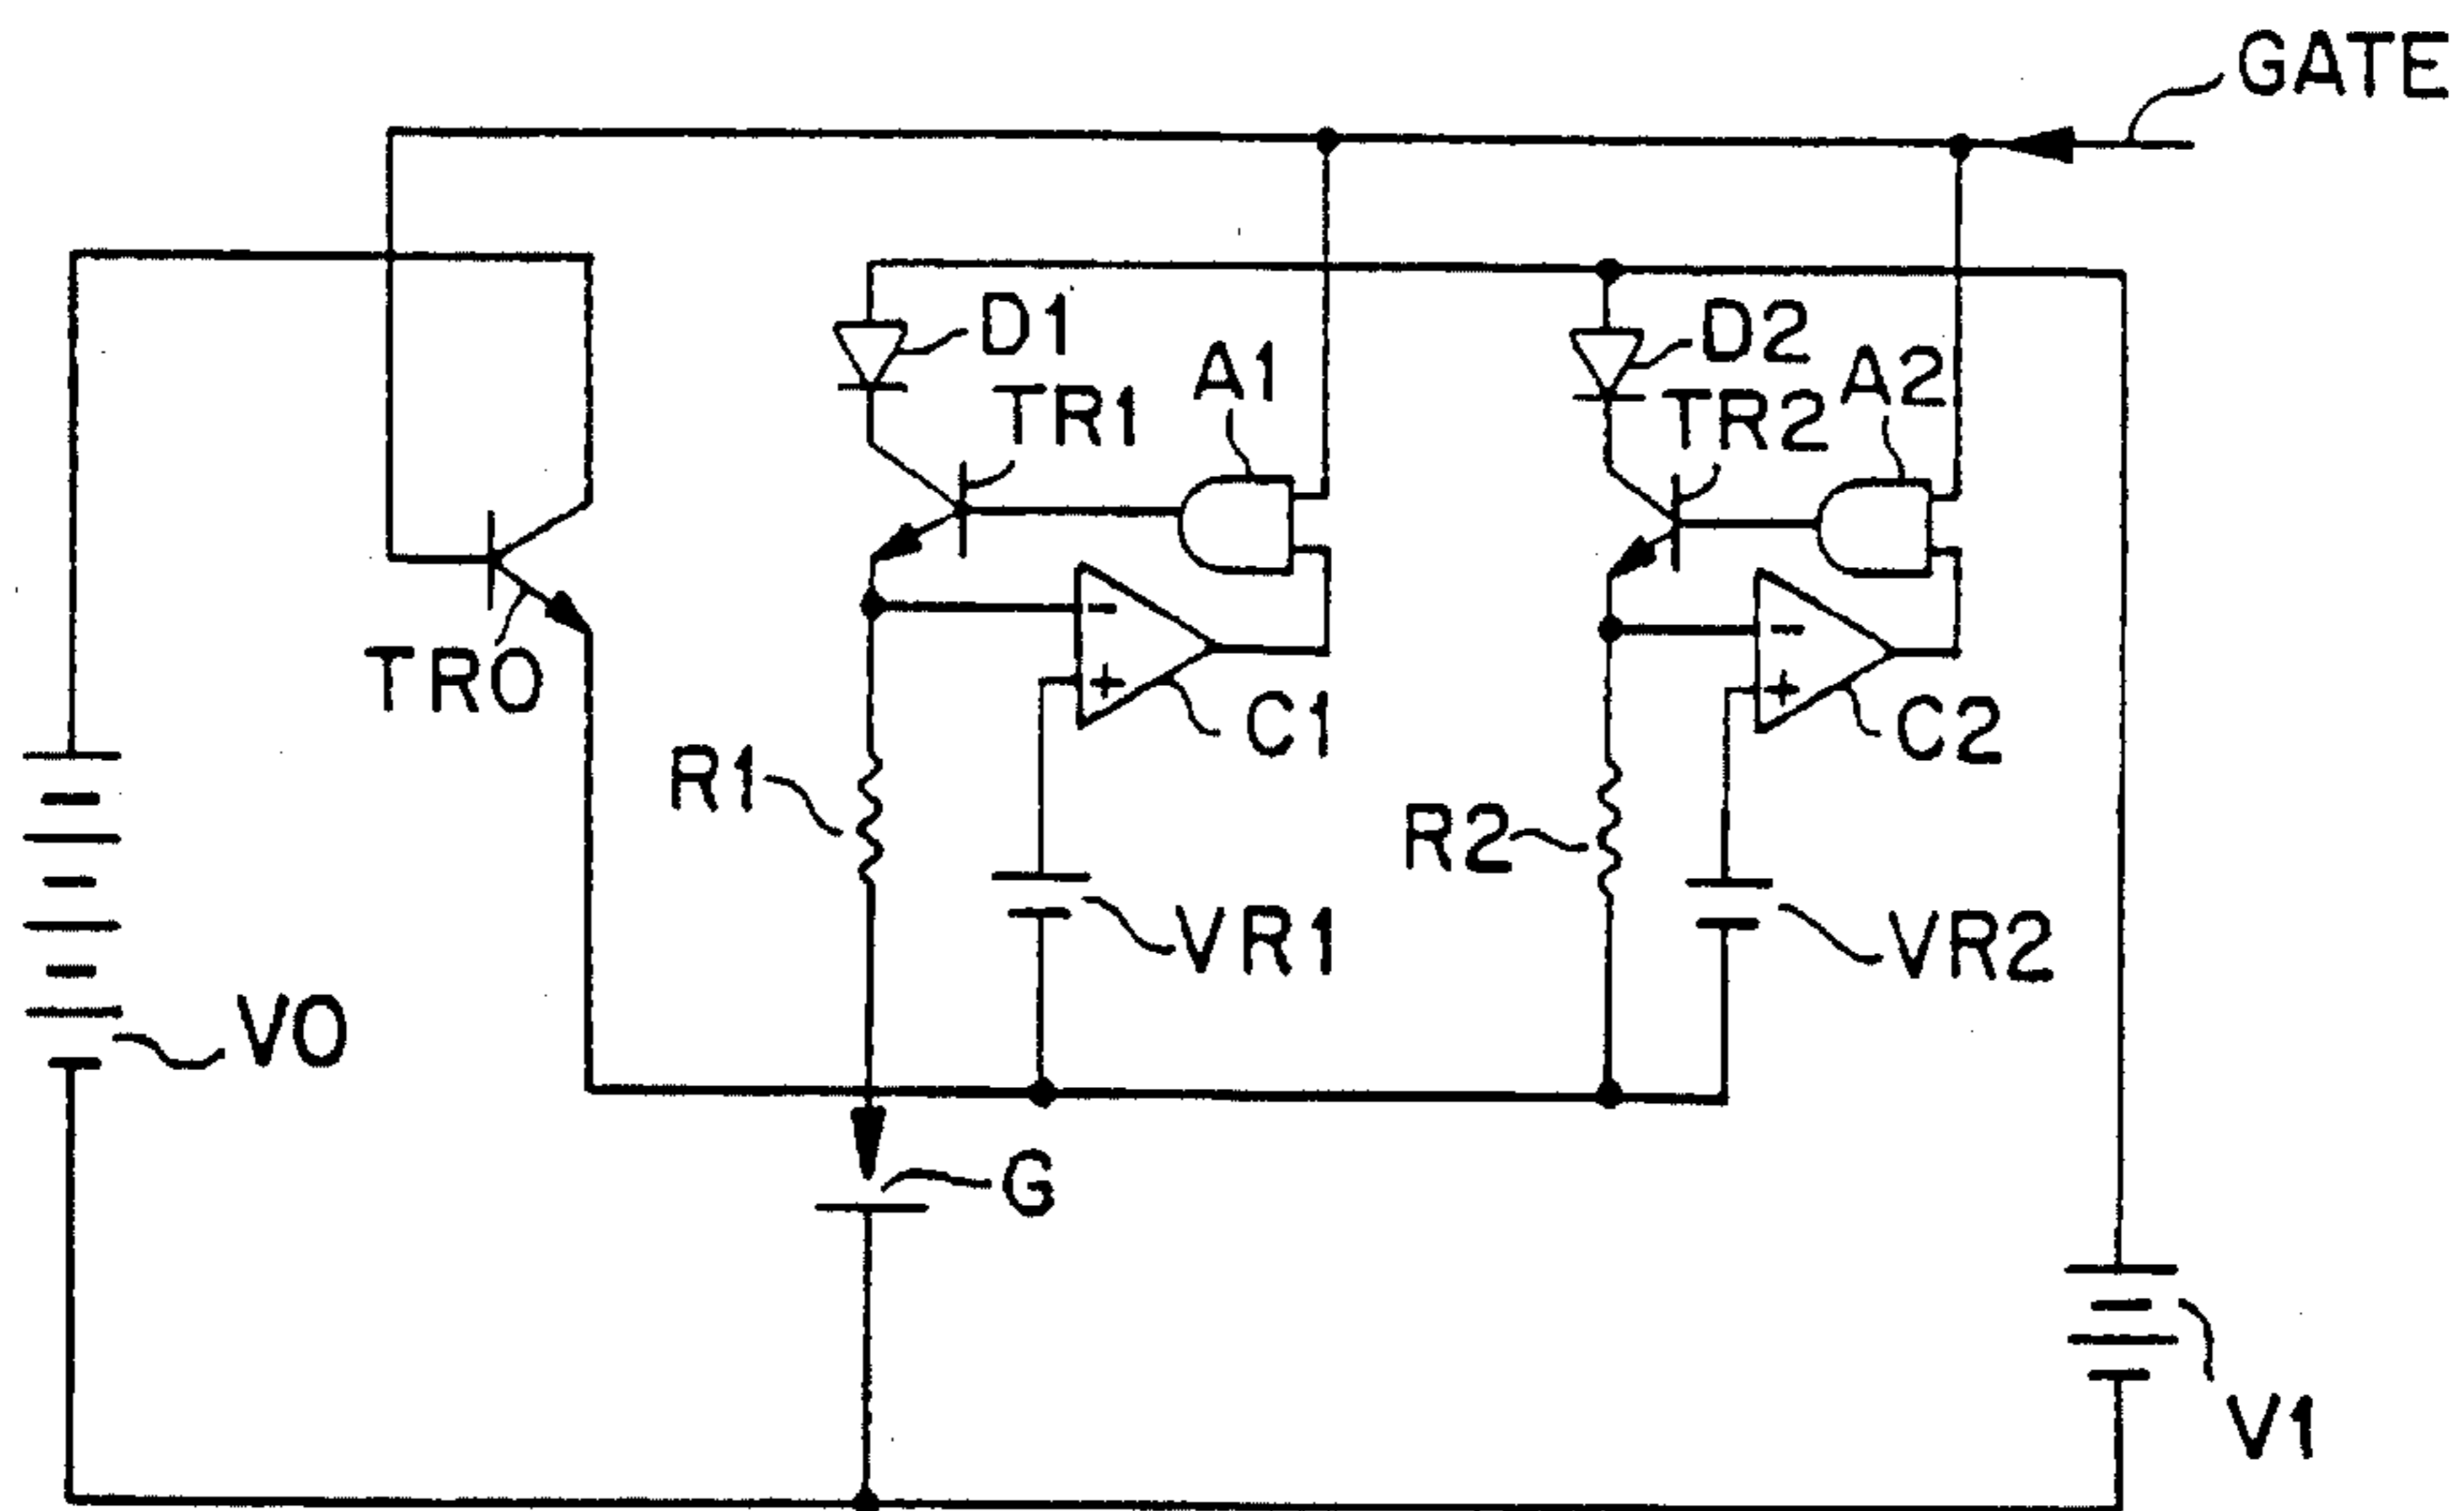 GATE
D1
TR1
A1
D2
TR2
A2
TRO
-
+
C1
-
+
C2
R1
R2
VR1
VR2
VO
G
V1